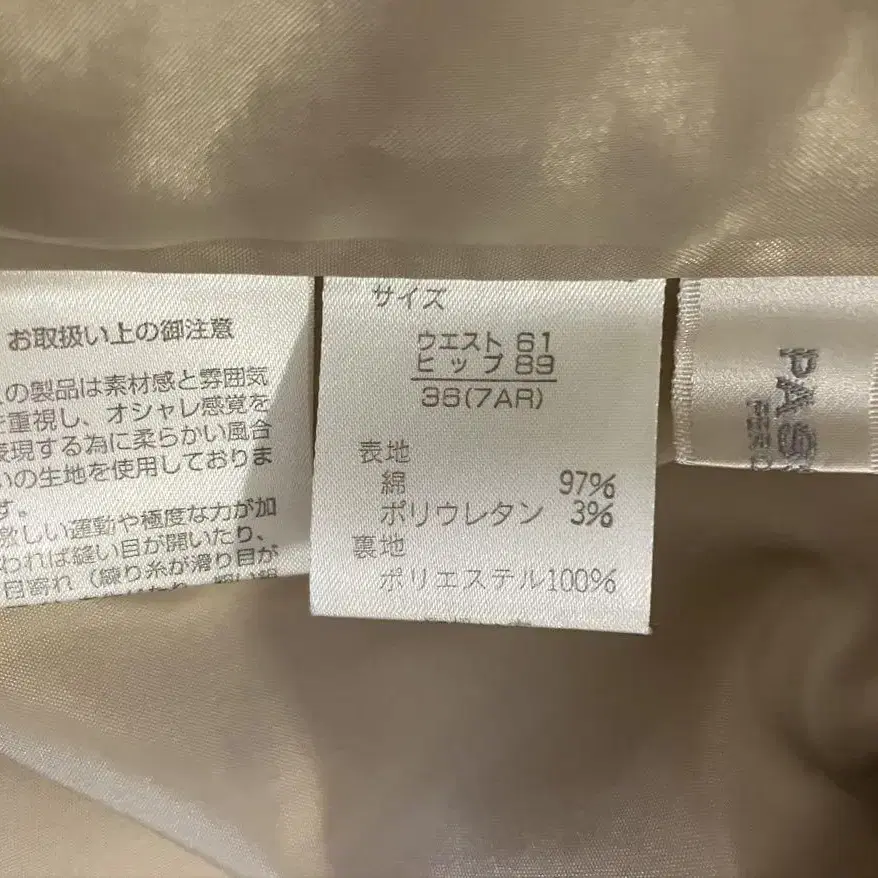 お取扱い上の御注意
の製品は素材感と雰囲気
を重視し、オシャレ感覚を
表現する為に柔らかい風合
いの生地を使用しておりま
す。
激しい運動や極度な力が加
われば縫い目が開いたり、
目寄れ（縫い糸が滑り目が
サイズ
ウエスト 61
ヒップ 89
36(7AR)
表地
綿 97%
ポリウレタン 3%
裏地
ポリエステル100%
PAS